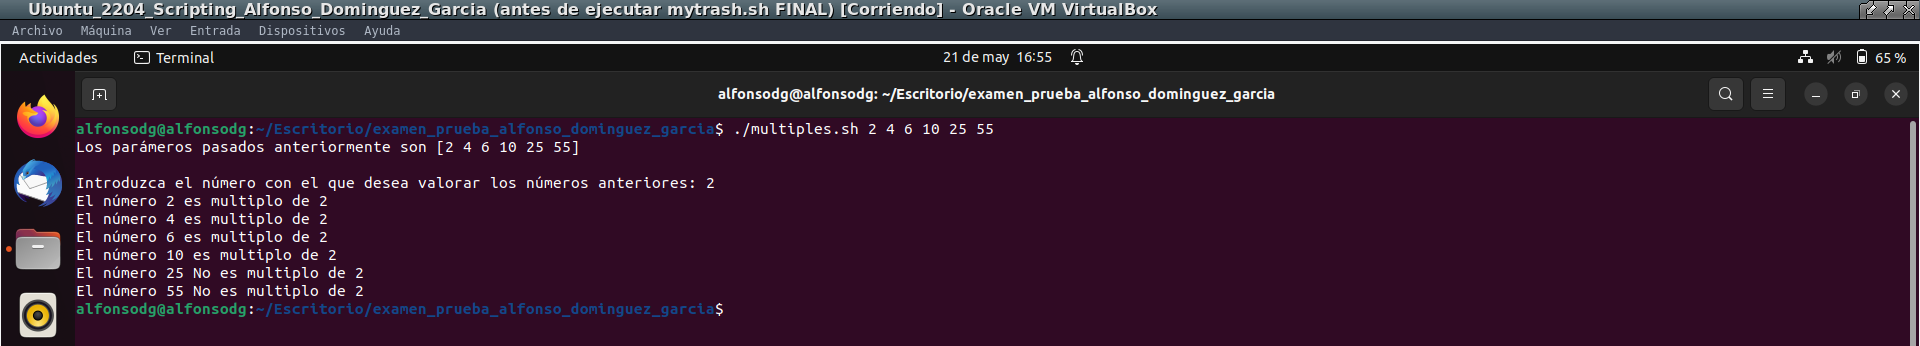 Ubuntu_2204_Scripting_Alfonso_Dominguez_Garcia (antes de ejecutar mytrash.sh FINAL) [Corriendo] - Oracle VM VirtualBox
Archivo Máquina Ver Entrada Dispositivos Ayuda
Actividades Terminal 21 de may 16:55 65 %
alfonsodg@alfonsodg: ~/Escritorio/examen_prueba_alfonso_dominguez_garcia
alfonsodg@alfonsodg:~/Escritorio/examen_prueba_alfonso_dominguez_garcia$ ./multiples.sh 2 4 6 10 25 55
Los parámeros pasados anteriormente son [2 4 6 10 25 55]
Introduzca el número con el que desea valorar los números anteriores: 2
El número 2 es multiplo de 2
El número 4 es multiplo de 2
El número 6 es multiplo de 2
El número 10 es multiplo de 2
El número 25 No es multiplo de 2
El número 55 No es multiplo de 2
alfonsodg@alfonsodg:~/Escritorio/examen_prueba_alfonso_dominguez_garcia$